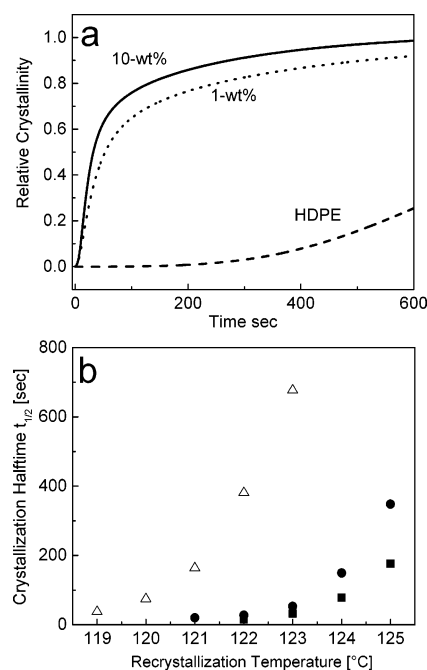 a
1.0
0.8
0.6
0.4
0.2
0.0
Relative Crystallinity
10-wt%
1-wt%
HDPE
0 200 400 600
Time sec
b
800
600
400
200
0
Crystallization Halftime t1/2 [sec]
119 120 121 122 123 124 125
Recrystallization Temperature [°C]